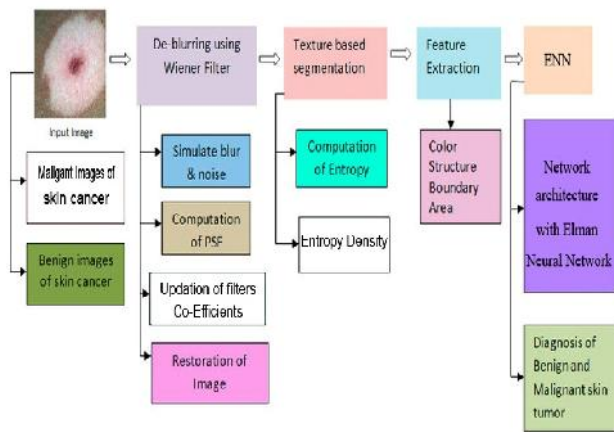 Input Image
Maligant Images of
skin cancer
Benign images
of skin cancer
De-blurring using
Wiener Filter
Simulate blur
& noise
Computation
of PSF
Updation of filters
Co-Efficients
Restoration of
Image
Texture based
segmentation
Computation
of Entropy
Entropy Density
Feature
Extraction
Color
Structure
Boundary
Area
ENN
Network
architecture
with Elman
Neural Network
Diagnosis of
Benign and
Malignant skin
tumor